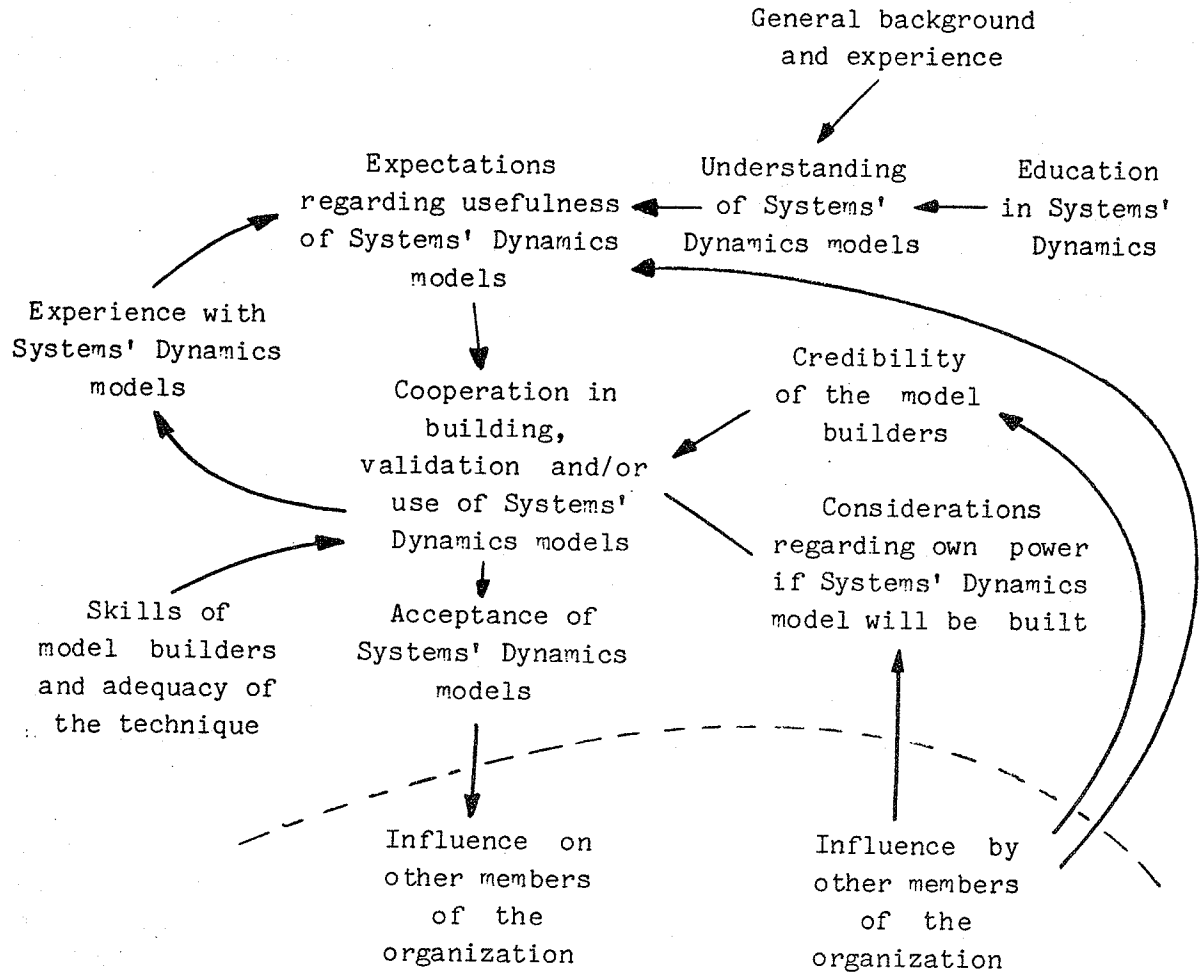 General background
and experience
Expectations
regarding usefulness
of Systems' Dynamics
models
Understanding
of Systems'
Dynamics models
Education
in Systems'
Dynamics
Experience with
Systems' Dynamics
models
Cooperation in
building,
validation and/or
use of Systems'
Dynamics models
Credibility
of the model
builders
Considerations
regarding own power
if Systems' Dynamics
model will be built
Skills of
model builders
and adequacy of
the technique
Acceptance of
Systems' Dynamics
models
Influence on
other members
of the
organization
Influence by
other members
of the
organization